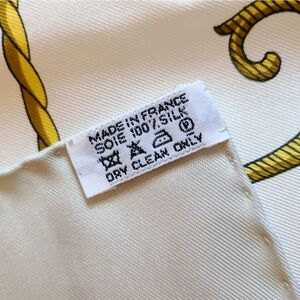 MADE IN FRANCE
SOIE 100% SILK
P
DRY CLEAN ONLY